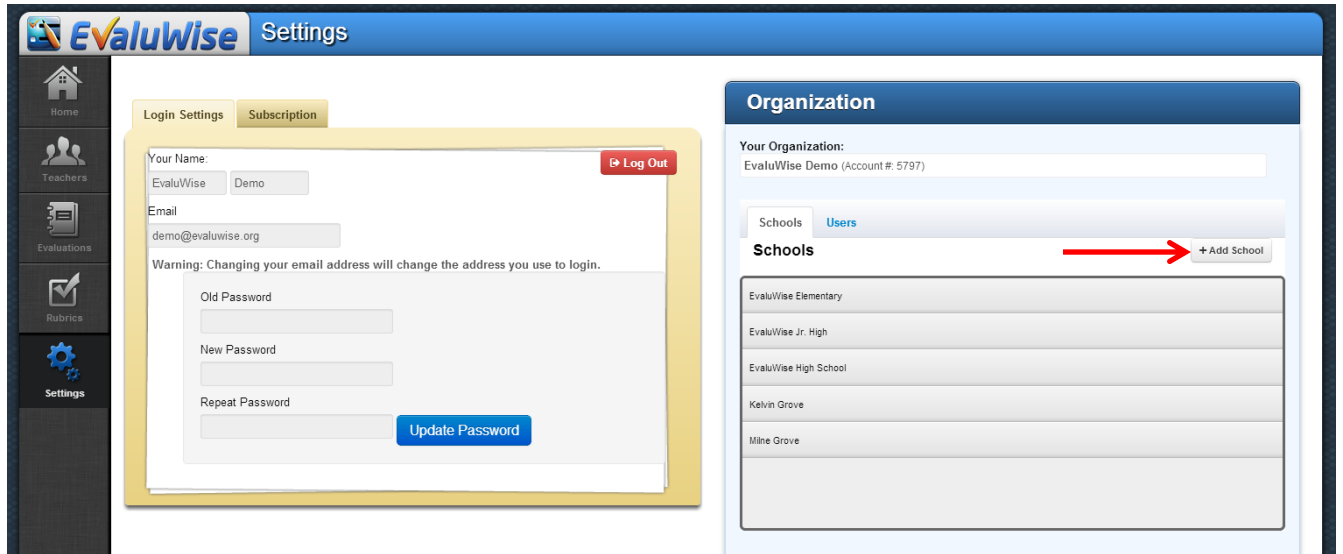 EvaluWise Settings
Home
Teachers
Evaluations
Rubrics
Settings
Login Settings Subscription
Your Name:
Log Out
EvaluWise Demo
Email
demo@evaluwise.org
Warning: Changing your email address will change the address you use to login.
Old Password
New Password
Repeat Password
Update Password
Organization
Your Organization:
EvaluWise Demo (Account #: 5797)
Schools Users
Schools
+ Add School
EvaluWise Elementary
EvaluWise Jr. High
EvaluWise High School
Kelvin Grove
Milne Grove